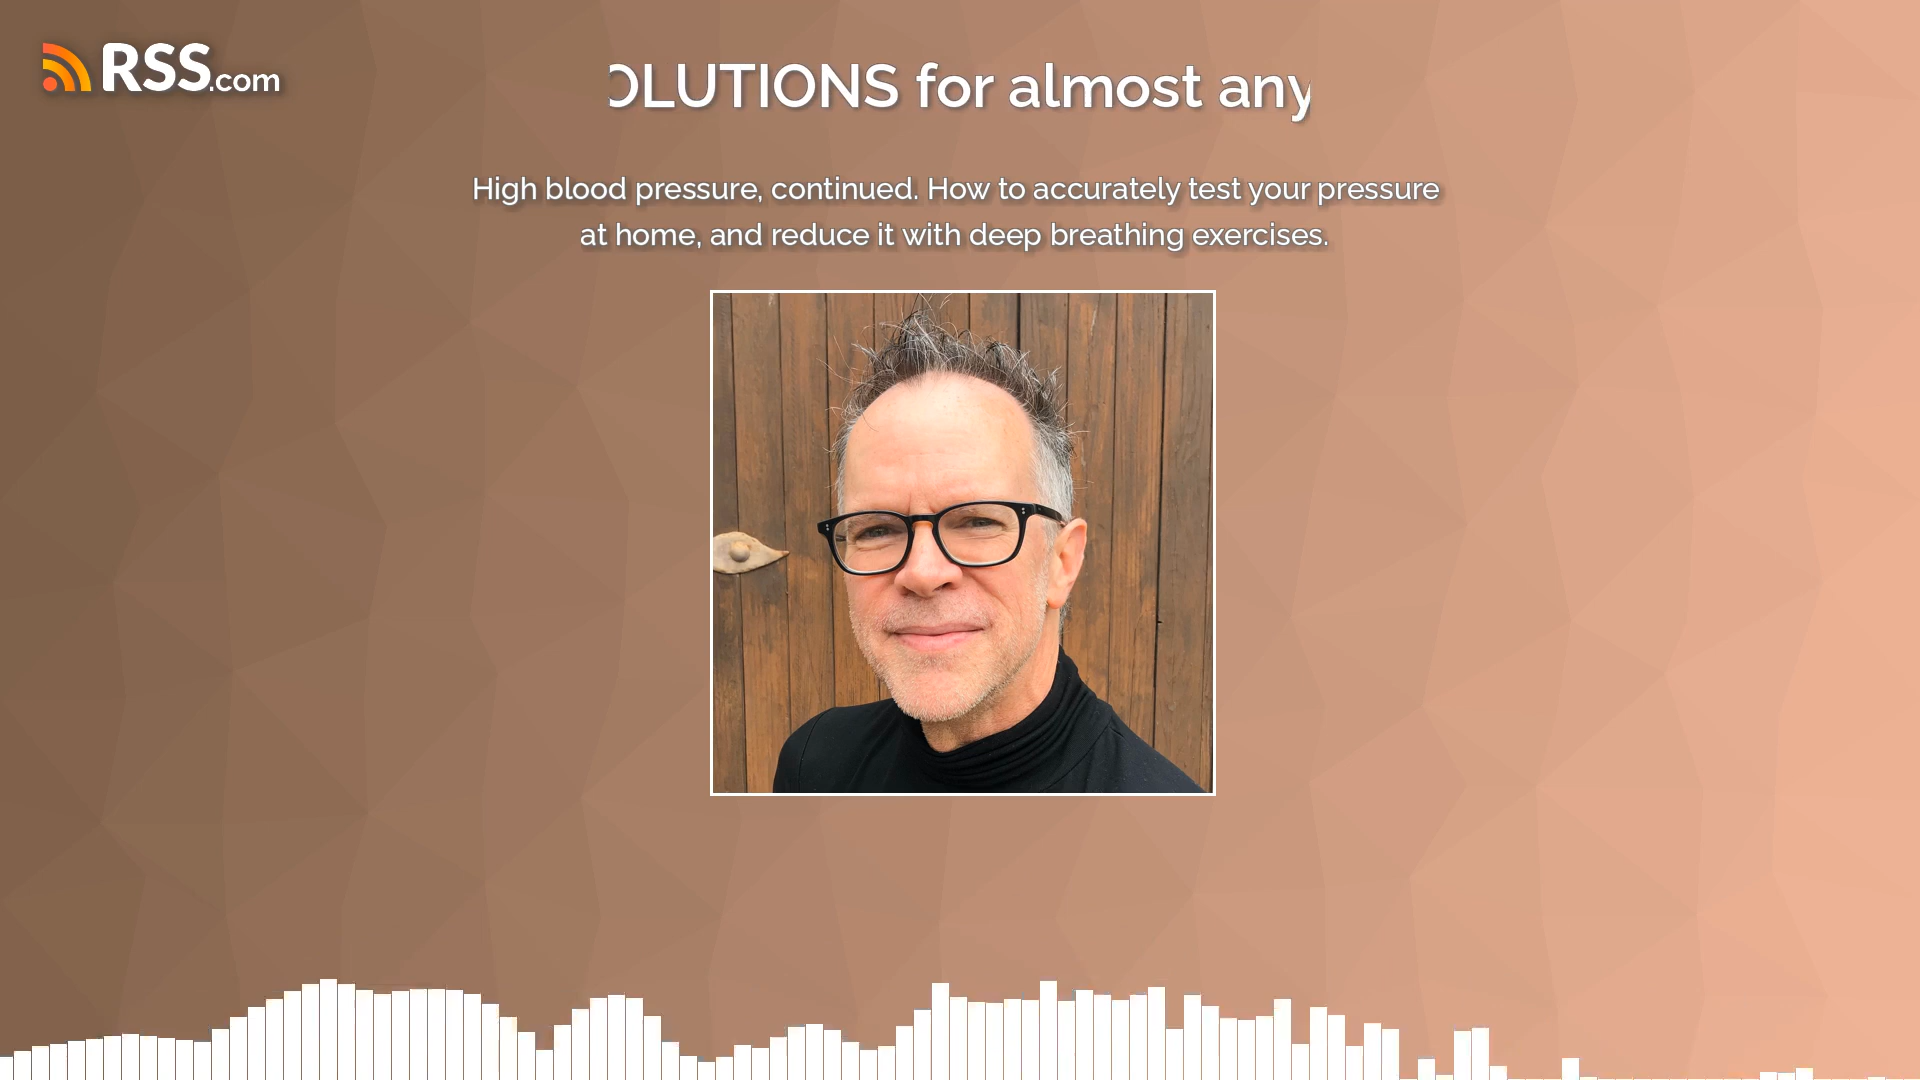 RSS.com
OLUTIONS for almost any
High blood pressure, continued. How to accurately test your pressure
at home, and reduce it with deep breathing exercises.